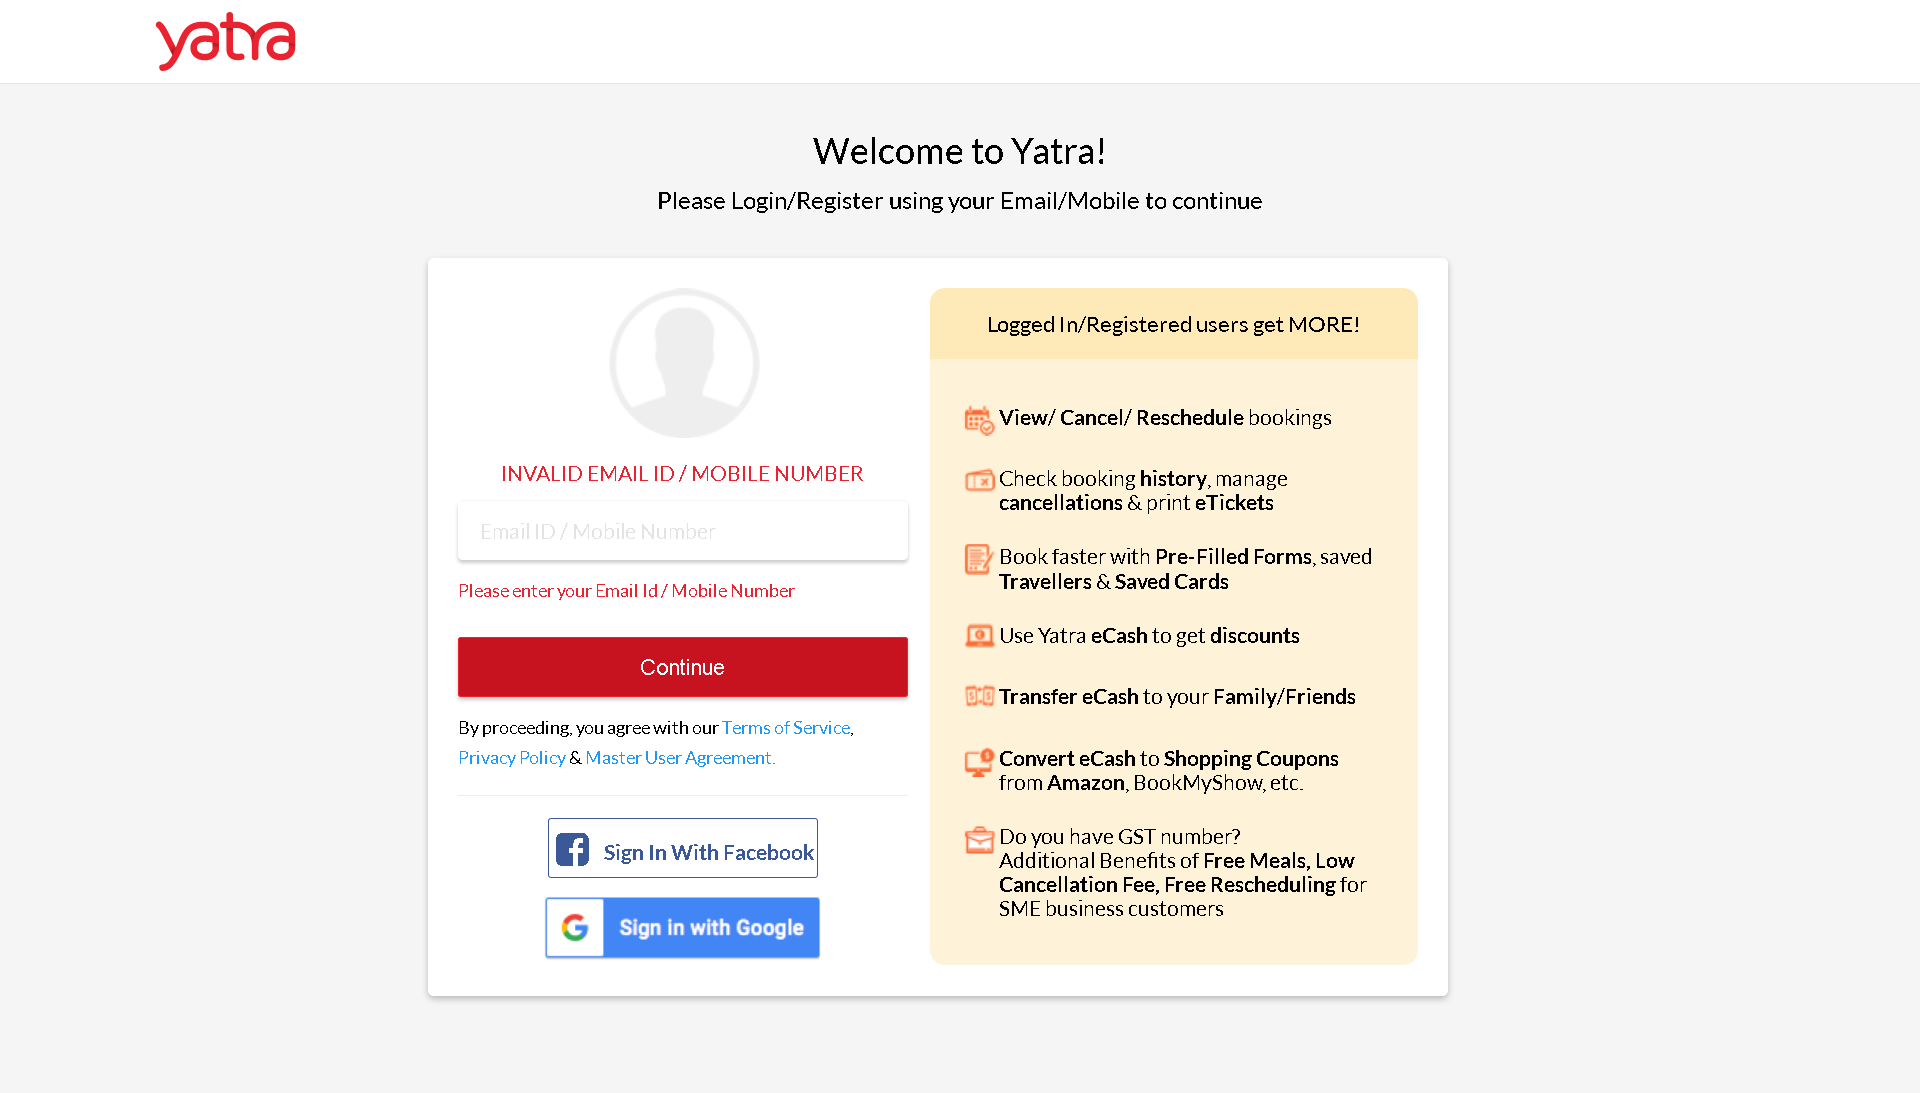 yatra
Welcome to Yatra!
Please Login/Register using your Email/Mobile to continue
INVALID EMAIL ID / MOBILE NUMBER
Email ID / Mobile Number
Please enter your Email Id / Mobile Number
Continue
By proceeding, you agree with our Terms of Service,
Privacy Policy & Master User Agreement.
Sign In With Facebook
Sign in with Google
Logged In/Registered users get MORE!
View/ Cancel/ Reschedule bookings
Check booking history, manage
cancellations & print eTickets
Book faster with Pre-Filled Forms, saved
Travellers & Saved Cards
Use Yatra eCash to get discounts
Transfer eCash to your Family/Friends
Convert eCash to Shopping Coupons
from Amazon, BookMyShow, etc.
Do you have GST number?
Additional Benefits of Free Meals, Low
Cancellation Fee, Free Rescheduling for
SME business customers